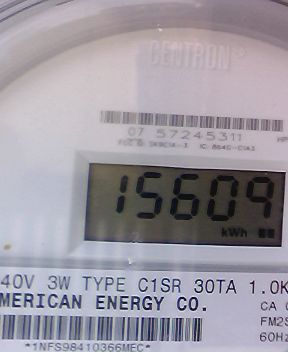 CENTRON
07 57245311
15609
kWh
40V 3W TYPE C1SR 30TA 1.0K
MERICAN ENERGY CO.
CA
FM2S
60Hz
*1NFS98410366MEC*